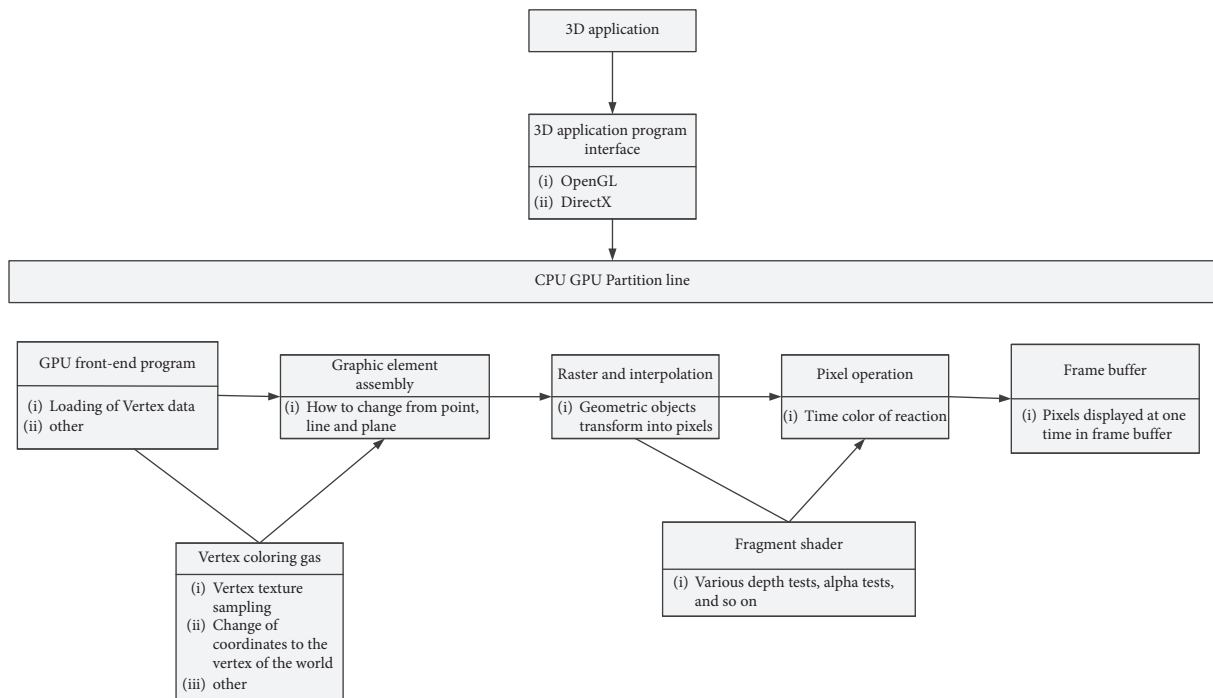 3D application
3D application program
interface
(i) OpenGL
(ii) DirectX
CPU GPU Partition line
GPU front-end program
(i) Loading of Vertex data
(ii) other
Graphic element
assembly
(i) How to change from point,
line and plane
Raster and interpolation
(i) Geometric objects
transform into pixels
Pixel operation
(i) Time color of reaction
Frame buffer
(i) Pixels displayed at one
time in frame buffer
Vertex coloring gas
(i) Vertex texture
sampling
(ii) Change of
coordinates to the
vertex of the world
(iii) other
Fragment shader
(i) Various depth tests, alpha tests,
and so on